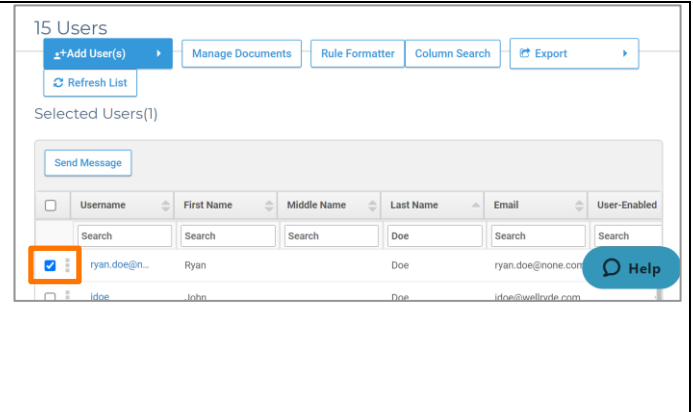 15 Users
+Add User(s) Manage Documents Rule Formatter Column Search Export
Refresh List
Selected Users(1)
Send Message
Username First Name Middle Name Last Name Email User-Enabled
Search Search Search Doe Search Search
ryan.doe@n... Ryan Doe ryan.doe@none.com
Help
jdoe John Doe jdoe@wellryde.com